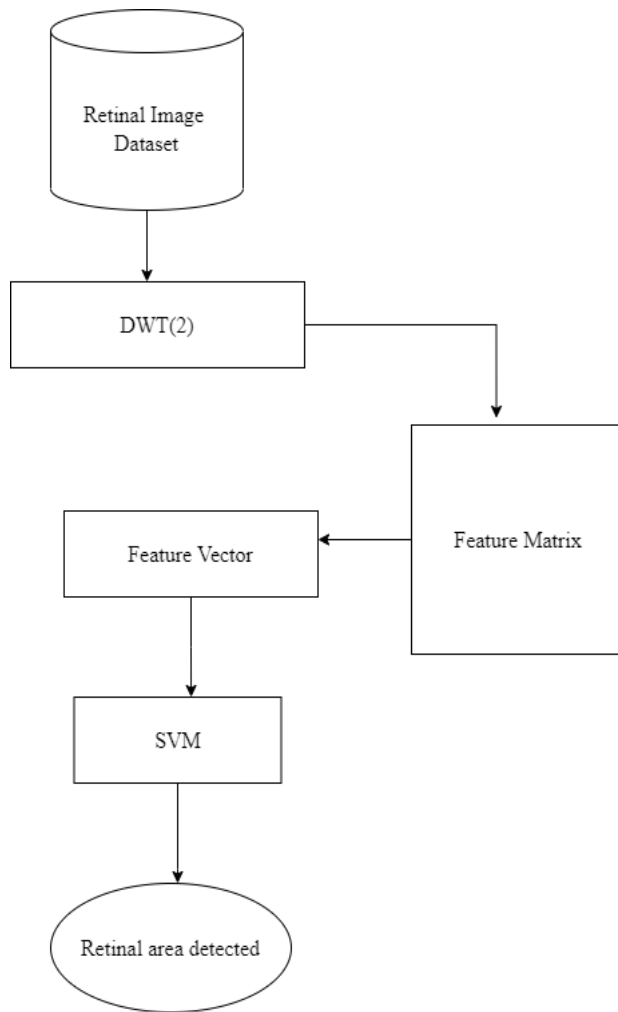 Retinal Image
Dataset
DWT(2)
Feature Matrix
Feature Vector
SVM
Retinal area detected